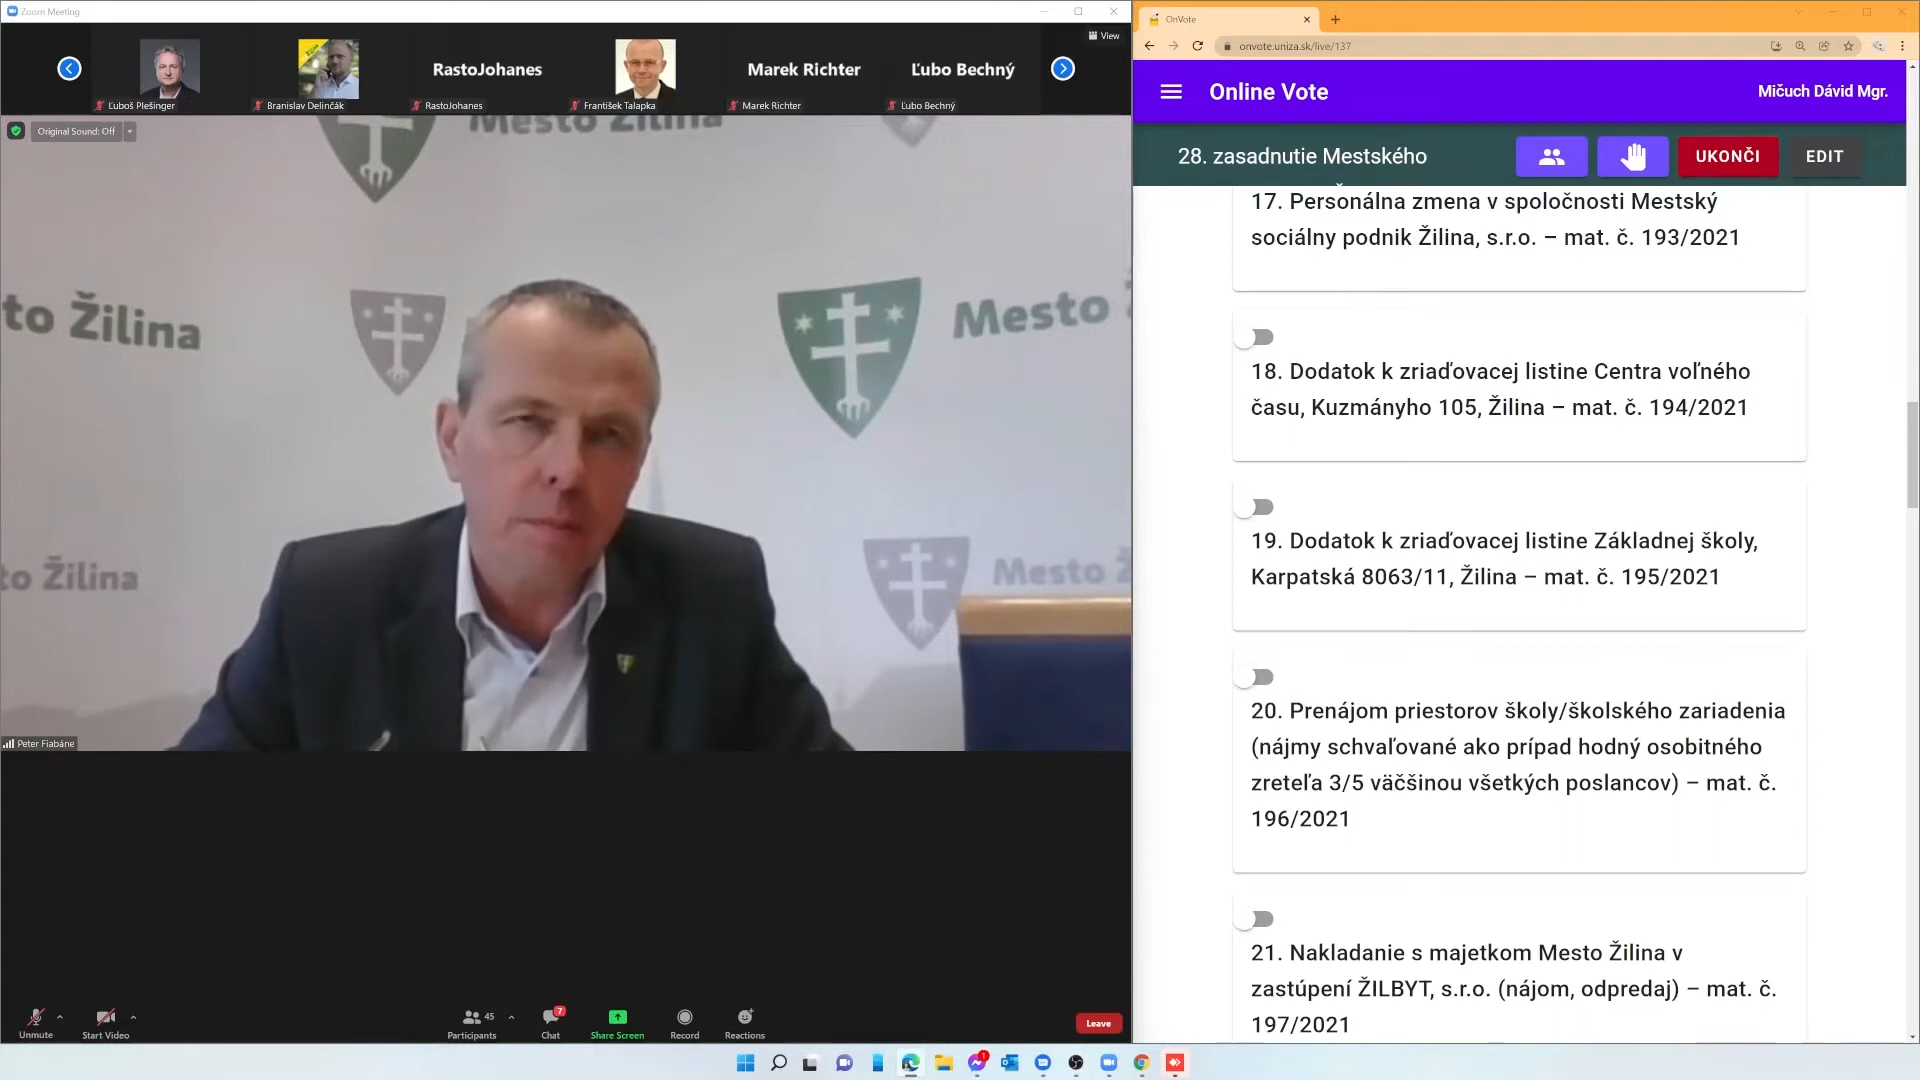 Zoom Meeting
View
RastoJohanes
Marek Richter
Ľubo Bechný
Ľuboš Plešinger
Branislav Delinčák
RastoJohanes
František Talapka
Marek Richter
Ľubo Bechný
Original Sound: Off
Mesto Žilina
to Žilina
Mesto
to Žilina
Mesto Ž
Peter Fiabáne
Unmute
Start Video
45
Participants
7
Chat
Share Screen
Record
Reactions
Leave
OnVote
onvote.uniza.sk/live/137
Online Vote
Mičuch Dávid Mgr.
28. zasadnutie Mestského
UKONČI
EDIT
17. Personálna zmena v spoločnosti Mestský
sociálny podnik Žilina, s.r.o. – mat. č. 193/2021
18. Dodatok k zriaďovacej listine Centra voľného
času, Kuzmányho 105, Žilina – mat. č. 194/2021
19. Dodatok k zriaďovacej listine Základnej školy,
Karpatská 8063/11, Žilina – mat. č. 195/2021
20. Prenájom priestorov školy/školského zariadenia
(nájmy schvaľované ako prípad hodný osobitného
zreteľa 3/5 väčšinou všetkých poslancov) – mat. č.
196/2021
21. Nakladanie s majetkom Mesto Žilina v
zastúpení ŽILBYT, s.r.o. (nájom, odpredaj) – mat. č.
197/2021
1